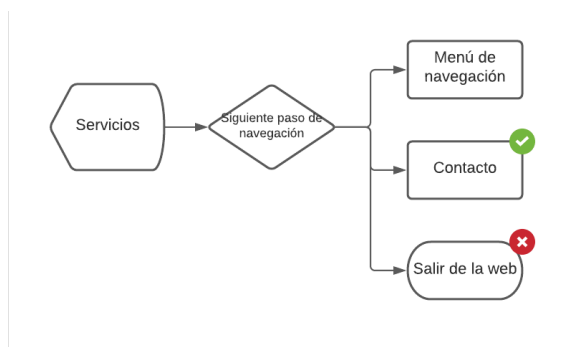 Servicios
Siguiente paso de
navegación
Menú de
navegación
Contacto
Salir de la web